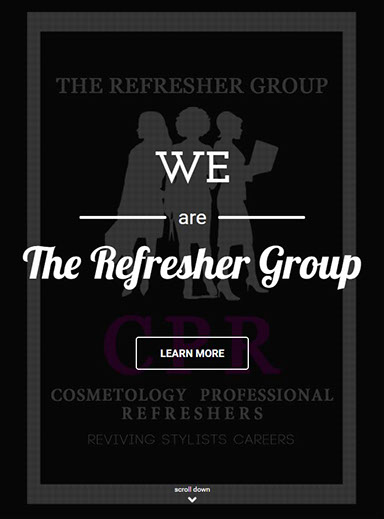 THE REFRESHER GROUP
WE
are
The Refresher Group
CPR
LEARN MORE
COSMETOLOGY PROFESSIONAL
REFRESHERS
REVIVING STYLISTS CAREERS
scroll down